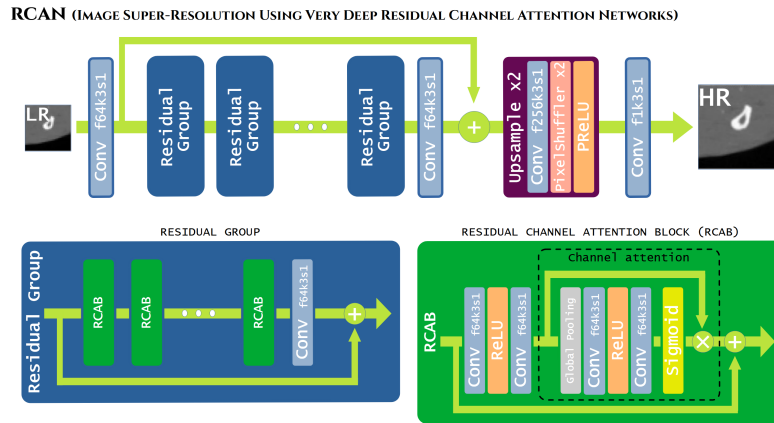 RCAN (Image Super-Resolution Using Very Deep Residual Channel Attention Networks)
LR
Conv f64k3s1
Residual Group
Residual Group
Residual Group
Conv f64k3s1
+
Upsample x2
Conv f256k3s1
PixelShuffler x2
PReLU
Conv f1k3s1
HR
RESIDUAL GROUP
Residual Group
RCAB
RCAB
RCAB
Conv f64k3s1
+
RESIDUAL CHANNEL ATTENTION BLOCK (RCAB)
Channel attention
RCAB
Conv f64k3s1
ReLU
Conv f64k3s1
Global Pooling
Conv f64k3s1
ReLU
Conv f64k3s1
Sigmoid
×
+